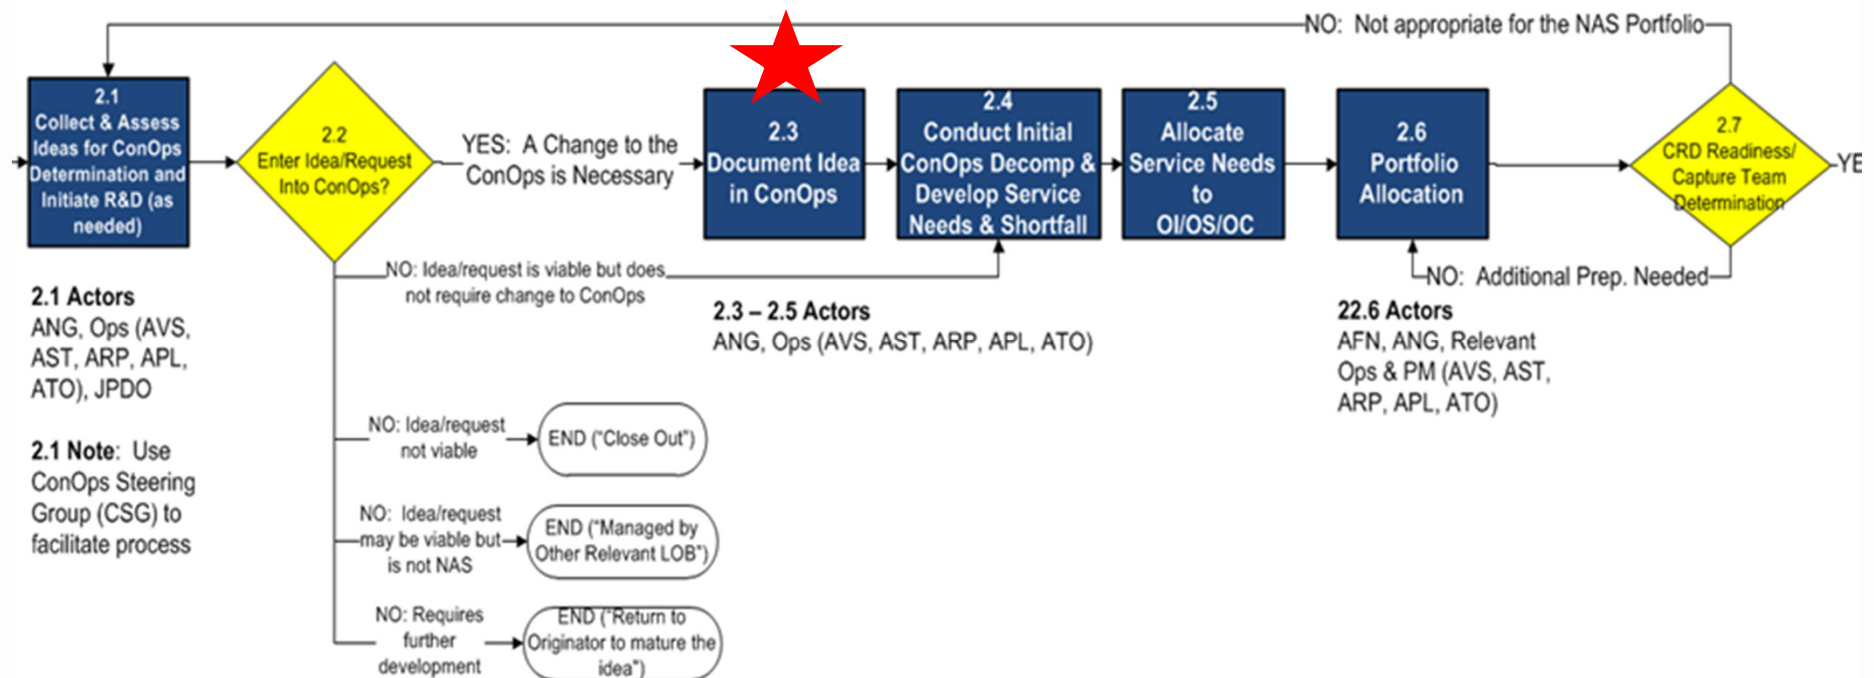 NO: Not appropriate for the NAS Portfolio
2.1
Collect & Assess
Ideas for ConOps
Determination and
Initiate R&D (as
needed)
2.2
Enter Idea/Request
Into ConOps?
YES: A Change to the
ConOps is Necessary
2.3
Document Idea
in ConOps
2.4
Conduct Initial
ConOps Decomp &
Develop Service
Needs & Shortfall
2.5
Allocate
Service Needs
to
OI/OS/OC
2.6
Portfolio
Allocation
2.7
CRD Readiness/
Capture Team
Determination
YE
NO: Idea/request is viable but does
not require change to ConOps
NO: Additional Prep. Needed
2.1 Actors
ANG, Ops (AVS,
AST, ARP, APL,
ATO), JPDO
2.1 Note: Use
ConOps Steering
Group (CSG) to
facilitate process
2.3 – 2.5 Actors
ANG, Ops (AVS, AST, ARP, APL, ATO)
22.6 Actors
AFN, ANG, Relevant
Ops & PM (AVS, AST,
ARP, APL, ATO)
NO: Idea/request
not viable
END ("Close Out")
NO: Idea/request
may be viable but
is not NAS
END ("Managed by
Other Relevant LOB")
NO: Requires
further
development
END ("Return to
Originator to mature the
idea")